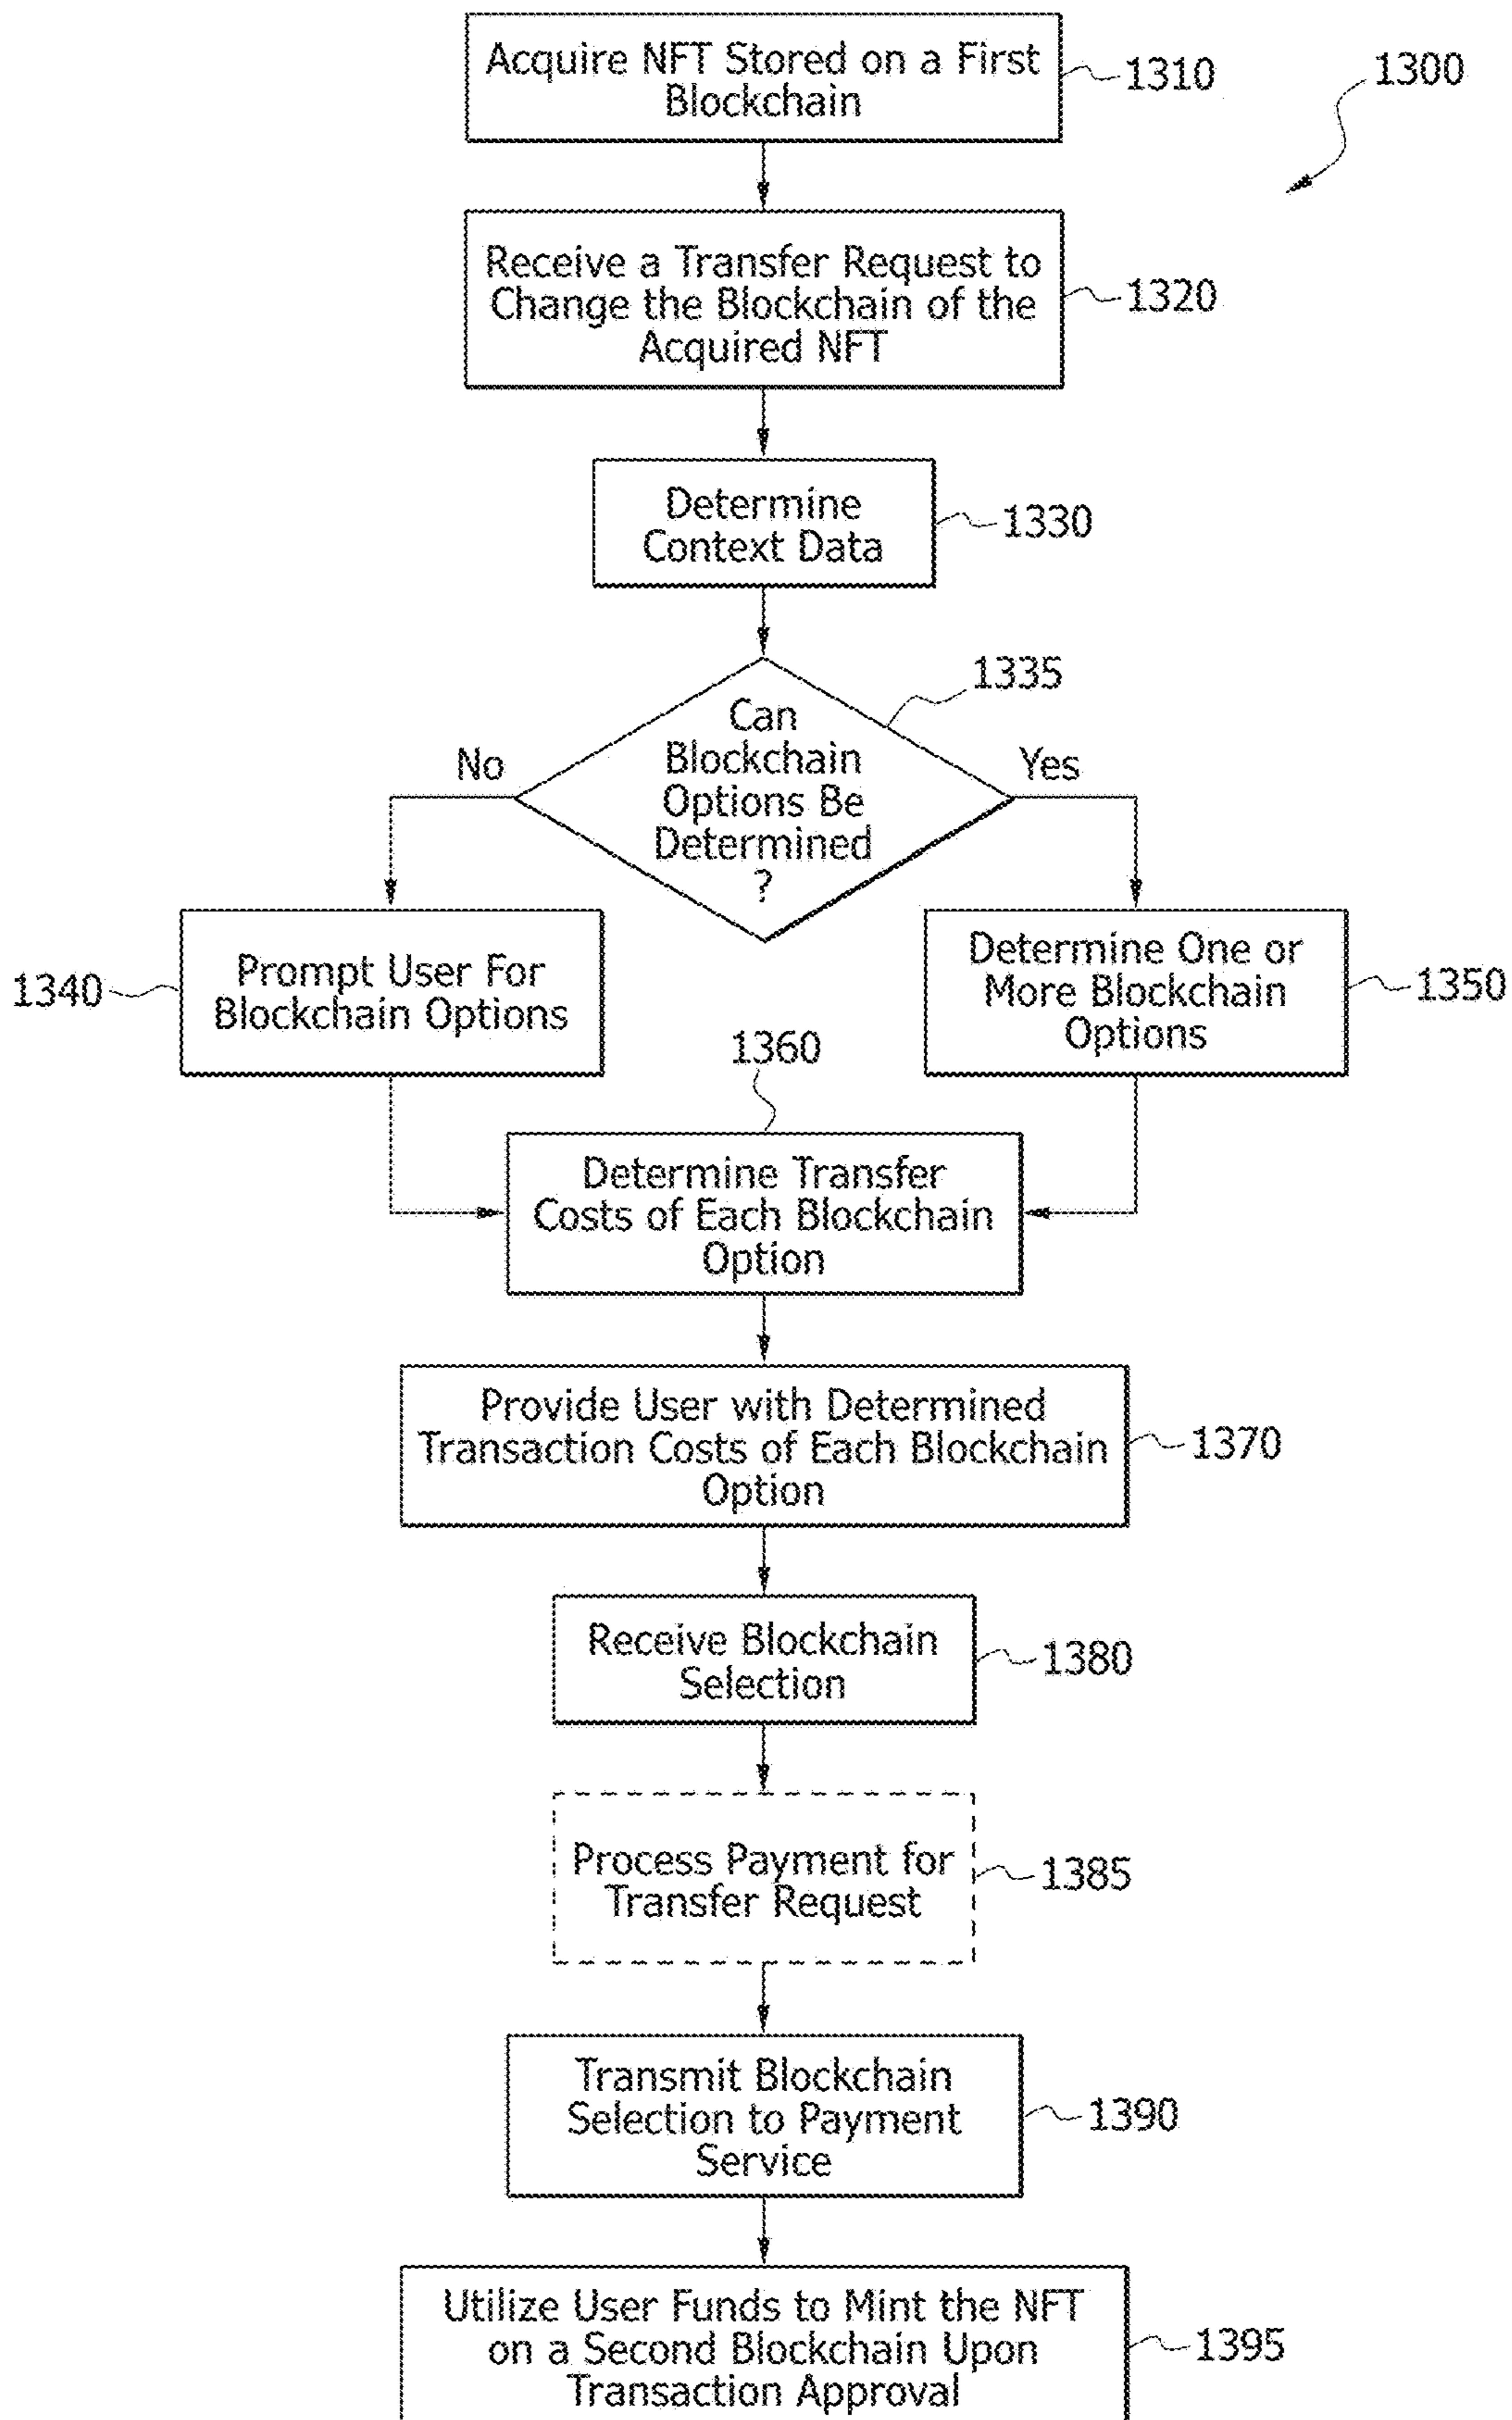 Acquire NFT Stored on a First
Blockchain
1310
1300
Receive a Transfer Request to
Change the Blockchain of the
Acquired NFT
1320
Determine
Context Data
1330
1335
Can
Blockchain
Options Be
Determined
?
No
Yes
Prompt User For
Blockchain Options
1340
Determine One or
More Blockchain
Options
1350
1360
Determine Transfer
Costs of Each Blockchain
Option
Provide User with Determined
Transaction Costs of Each Blockchain
Option
1370
Receive Blockchain
Selection
1380
Process Payment for
Transfer Request
1385
Transmit Blockchain
Selection to Payment
Service
1390
Utilize User Funds to Mint the NFT
on a Second Blockchain Upon
Transaction Approval
1395